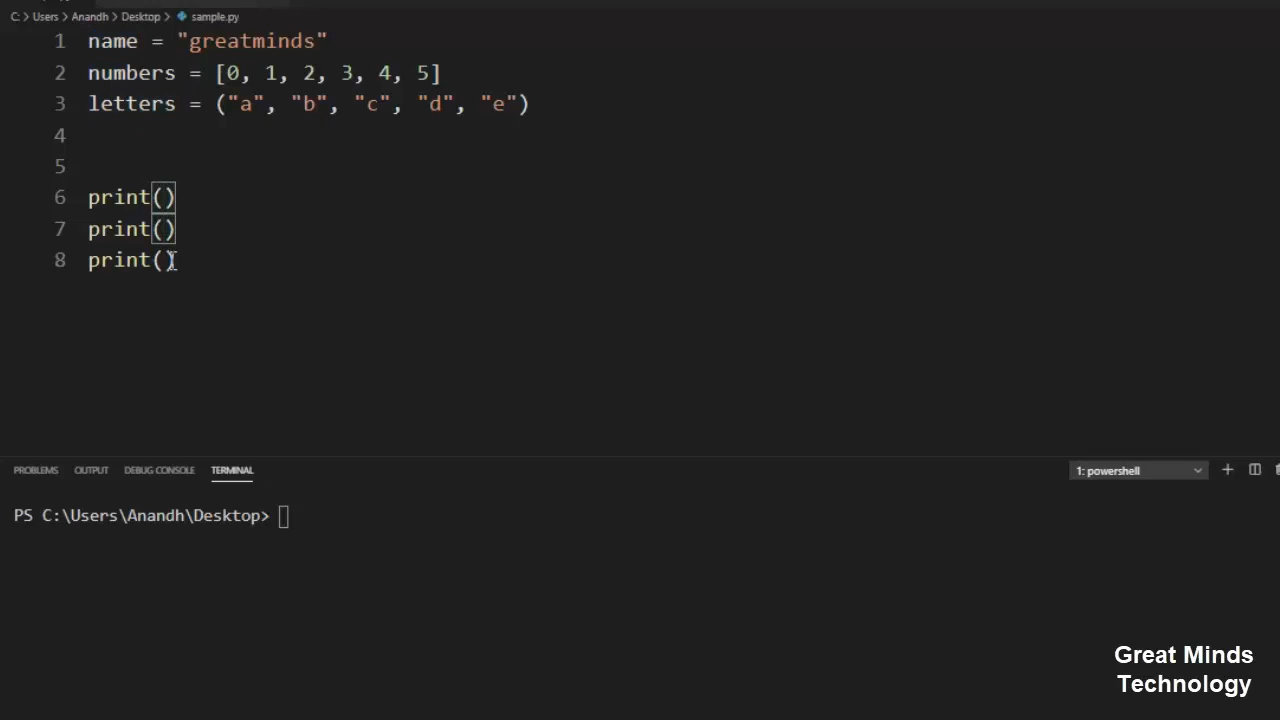 C: > Users > Anandh > Desktop > sample.py
1 name = "greatminds"
2 numbers = [0, 1, 2, 3, 4, 5]
3 letters = ("a", "b", "c", "d", "e")
4
5
6 print()
7 print()
8 print()
PROBLEMS OUTPUT DEBUG CONSOLE TERMINAL 1: powershell
PS C:\Users\Anandh\Desktop>
Great Minds
Technology